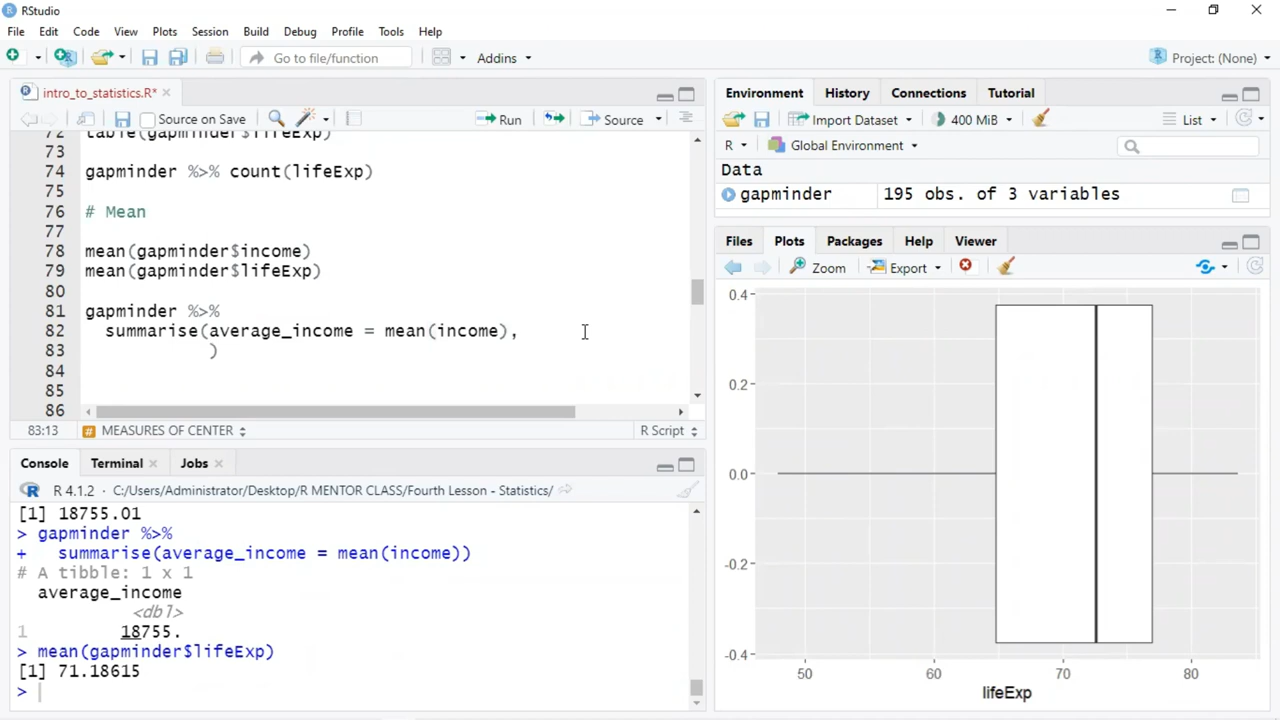 RStudio
File Edit Code View Plots Session Build Debug Profile Tools Help
Go to file/function Addins Project: (None)
intro_to_statistics.R*
Source on Save Run Source
72 table(gapminder$lifeExp)
73
74 gapminder %>% count(lifeExp)
75
76 # Mean
77
78 mean(gapminder$income)
79 mean(gapminder$lifeExp)
80
81 gapminder %>%
82 summarise(average_income = mean(income),
83 )
84
85
86
83:13 # MEASURES OF CENTER R Script
Console Terminal Jobs
R 4.1.2 · C:/Users/Administrator/Desktop/R MENTOR CLASS/Fourth Lesson - Statistics/
[1] 18755.01
> gapminder %>%
+ summarise(average_income = mean(income))
# A tibble: 1 x 1
average_income
<dbl>
1 18755.
> mean(gapminder$lifeExp)
[1] 71.18615
>
Environment History Connections Tutorial
Import Dataset 400 MiB List
R Global Environment
Data
gapminder 195 obs. of 3 variables
Files Plots Packages Help Viewer
Zoom Export
0.4
0.2
0.0
-0.2
-0.4
50 60 70 80
lifeExp